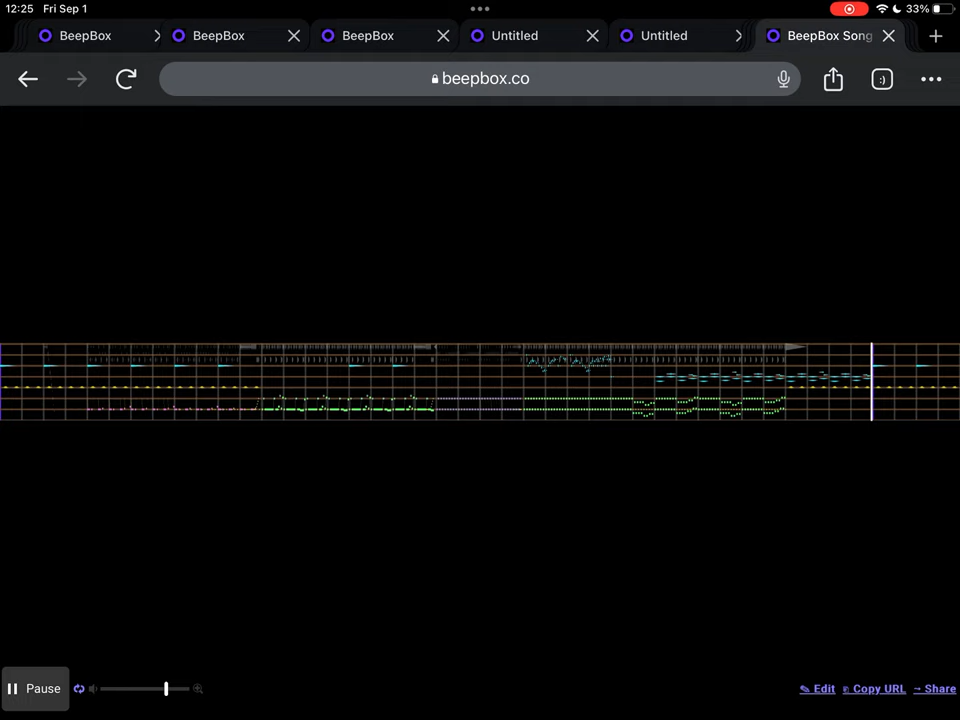 12:25 Fri Sep 1 33%
BeepBox BeepBox BeepBox Untitled Untitled BeepBox Song
beepbox.co
Pause Edit Copy URL Share